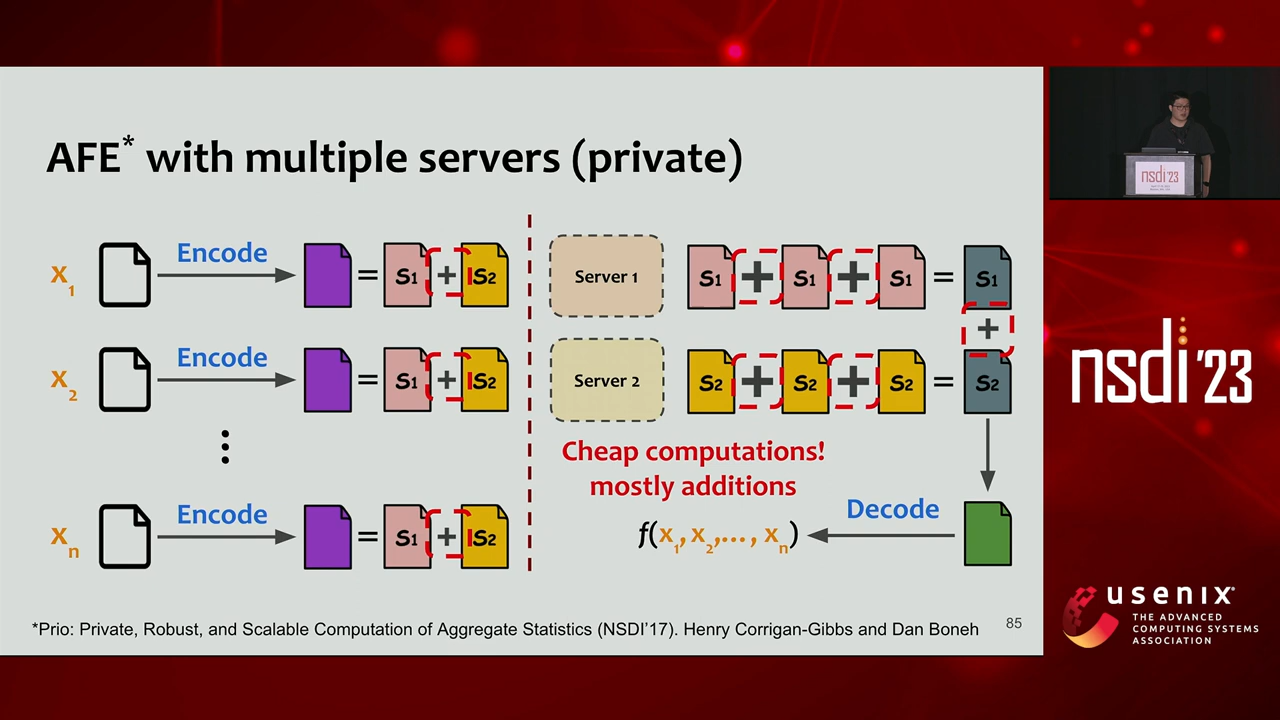 AFE* with multiple servers (private)
x1 Encode = S1 + S2
x2 Encode = S1 + S2
xn Encode = S1 + S2
Server 1
S1 + S1 + S1 = S1
+
Server 2
S2 + S2 + S2 = S2
Cheap computations!
mostly additions
Decode
f(x1, x2,..., xn)
*Prio: Private, Robust, and Scalable Computation of Aggregate Statistics (NSDI’17). Henry Corrigan-Gibbs and Dan Boneh
85
nsdi'23
nsdi '23
usenix
THE ADVANCED
COMPUTING SYSTEMS
ASSOCIATION